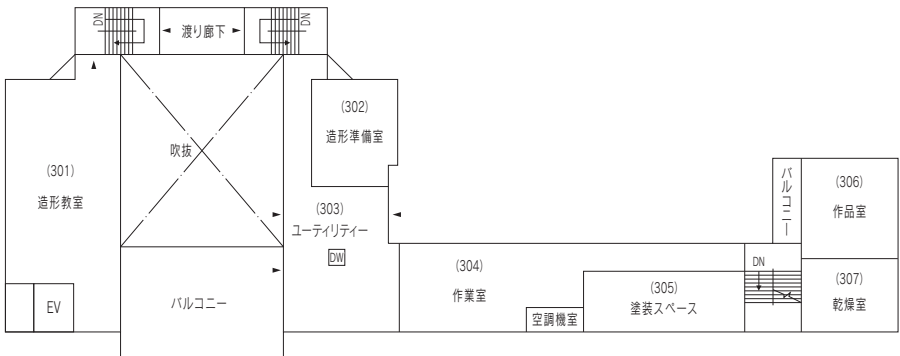 DN
渡り廊下
DN
(302)
造形準備室
吹抜
(301)
造形教室
バルコニー
(306)
作品室
(303)
ユーティリティー
DW
(304)
作業室
DN
(305)
塗装スペース
(307)
乾燥室
EV
バルコニー
空調機室